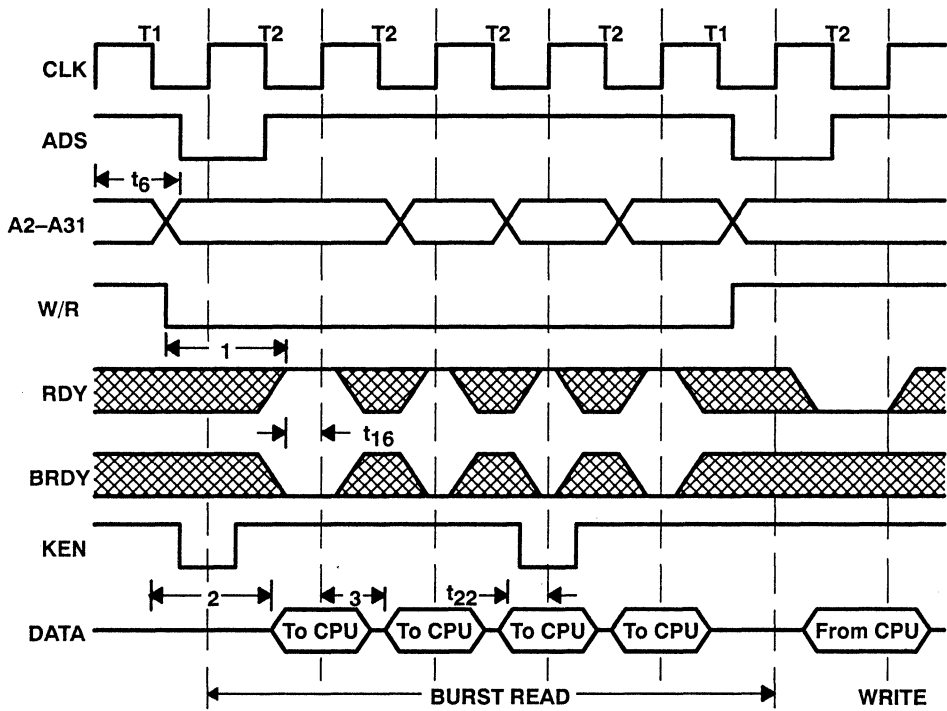 T1 T2 T2 T2 T2 T1 T2
CLK
ADS
t6
A2–A31
W/R
1
RDY
t16
BRDY
KEN
2 3 t22
DATA To CPU To CPU To CPU To CPU From CPU
BURST READ WRITE